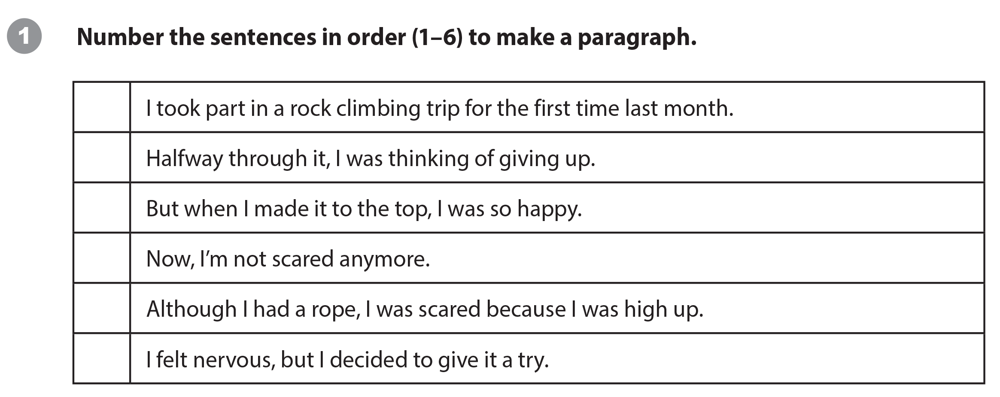 1 Number the sentences in order (1–6) to make a paragraph.
I took part in a rock climbing trip for the first time last month.
Halfway through it, I was thinking of giving up.
But when I made it to the top, I was so happy.
Now, I’m not scared anymore.
Although I had a rope, I was scared because I was high up.
I felt nervous, but I decided to give it a try.